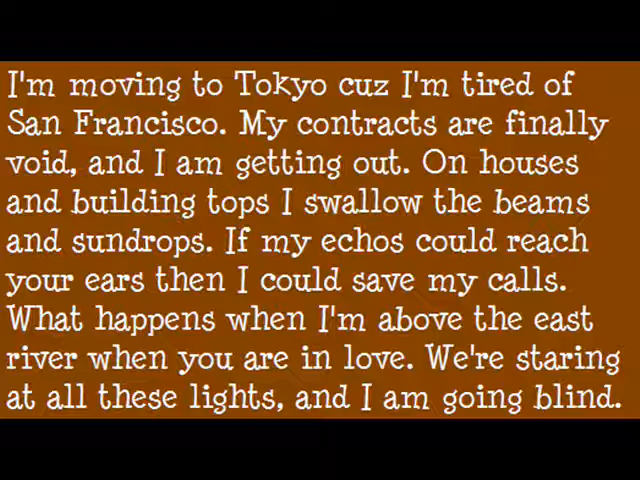 I'm moving to Tokyo cuz I'm tired of
San Francisco. My contracts are finally
void, and I am getting out. On houses
and building tops I swallow the beams
and sundrops. If my echos could reach
your ears then I could save my calls.
What happens when I'm above the east
river when you are in love. We're staring
at all these lights, and I am going blind.